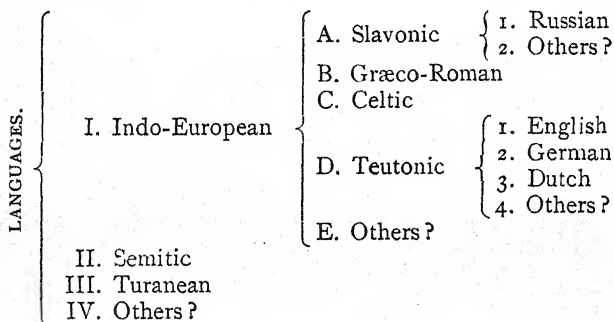 LANGUAGES.
I. Indo-European
A. Slavonic
1. Russian
2. Others?
B. Græco-Roman
C. Celtic
D. Teutonic
1. English
2. German
3. Dutch
4. Others?
E. Others?
II. Semitic
III. Turanean
IV. Others?